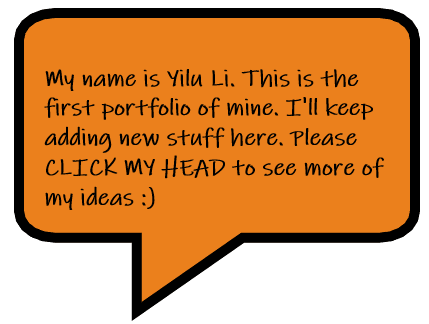 My name is Yilu Li. This is the
first portfolio of mine. I'll keep
adding new stuff here. Please
CLICK MY HEAD to see more of
my ideas :)